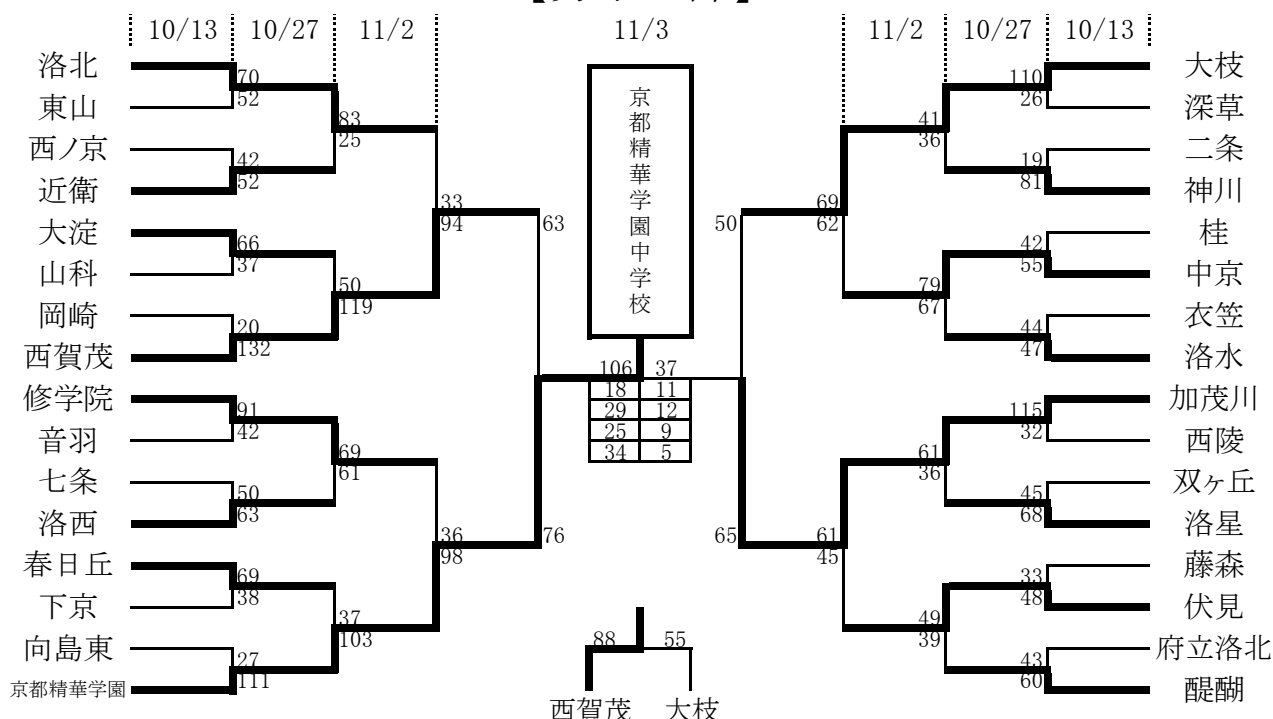 10/13 10/27 11/2 11/3 11/2 10/27 10/13
洛北 大枝
70 110
京都精華学園中学校
52 26
東山 深草
83 41
25 36
西ノ京 二条
42 19
52 81
近衛 神川
33 69
94 63 50 62
大淀 桂
66 42
37 55
山科 中京
50 79
119 67
岡崎 衣笠
20 44
132 47
西賀茂 洛水
106 37
18 11
29 12
25 9
34 5
修学院 加茂川
91 115
42 32
音羽 西陵
69 61
61 36
七条 双ヶ丘
50 45
63 68
洛西 洛星
36 76 65 61
98 45
春日丘 藤森
69 33
38 48
下京 伏見
37 49
103 39
88 55
向島東 府立洛北
27 43
111 60
京都精華学園 醍醐
西賀茂 大枝